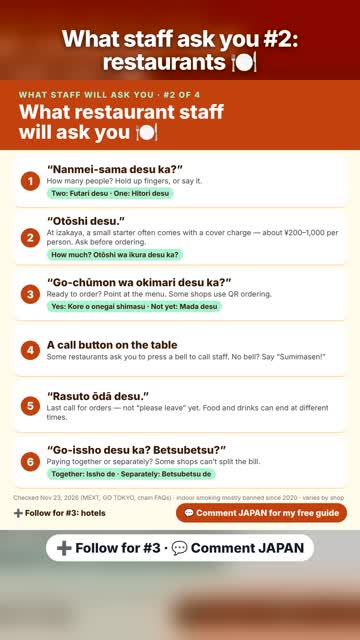 What staff ask you #2:
restaurants 🍽️
WHAT STAFF WILL ASK YOU · #2 OF 4
What restaurant staff
will ask you 🍽️
1
“Nanmei-sama desu ka?”
How many people? Hold up fingers, or say it.
Two: Futari desu · One: Hitori desu
2
“Otōshi desu.”
At izakaya, a small starter often comes with a cover charge — about ¥200–1,000 per
person. Ask before ordering.
How much? Otōshi wa ikura desu ka?
3
“Go-chūmon wa okimari desu ka?”
Ready to order? Point at the menu. Some shops use QR ordering.
Yes: Kore o onegai shimasu · Not yet: Mada desu
4
A call button on the table
Some restaurants ask you to press a bell to call staff. No bell? Say “Sumimasen!”
5
“Rasuto ōdā desu.”
Last call for orders — not “please leave” yet. Food and drinks can end at different
times.
6
“Go-issho desu ka? Betsubetsu?”
Paying together or separately? Some shops can’t split the bill.
Together: Issho de · Separately: Betsubetsu de
Checked Nov 23, 2026 (MEXT, GO TOKYO, chain FAQs) · indoor smoking mostly banned since 2020 · varies by shop
➕ Follow for #3: hotels
💬 Comment JAPAN for my free guide
➕ Follow for #3 · 💬 Comment JAPAN